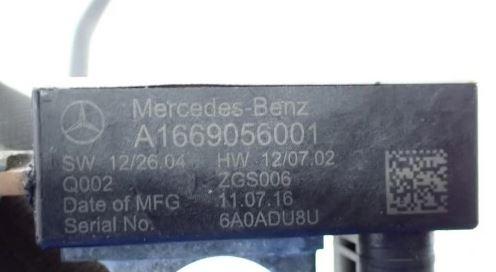 Mercedes-Benz
A1669056001
SW 12/26.04 HW 12/07.02
Q002 ZGS006
Date of MFG 11.07.16
Serial No. 6A0ADU8U